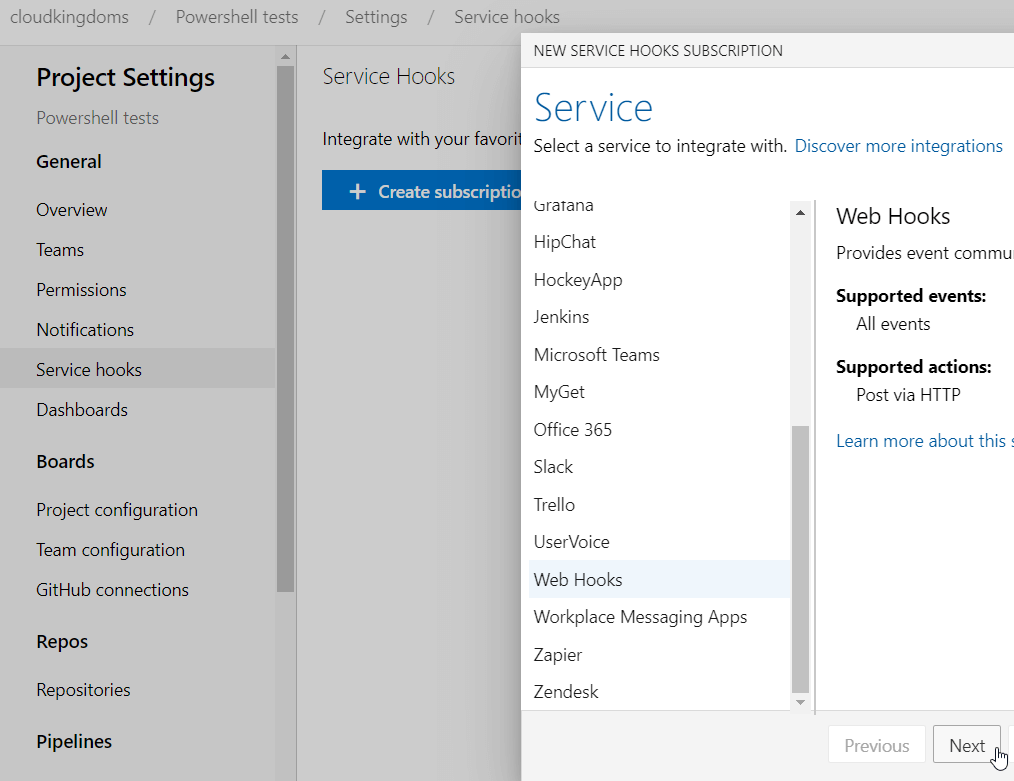 cloudkingdoms / Powershell tests / Settings / Service hooks
Project Settings
Powershell tests
General
Overview
Teams
Permissions
Notifications
Service hooks
Dashboards
Boards
Project configuration
Team configuration
GitHub connections
Repos
Repositories
Pipelines
Service Hooks
Integrate with your favorit
+ Create subscriptio
NEW SERVICE HOOKS SUBSCRIPTION
Service
Select a service to integrate with. Discover more integrations
Grafana
HipChat
HockeyApp
Jenkins
Microsoft Teams
MyGet
Office 365
Slack
Trello
UserVoice
Web Hooks
Workplace Messaging Apps
Zapier
Zendesk
Web Hooks
Provides event commu
Supported events:
All events
Supported actions:
Post via HTTP
Learn more about this s
Previous
Next